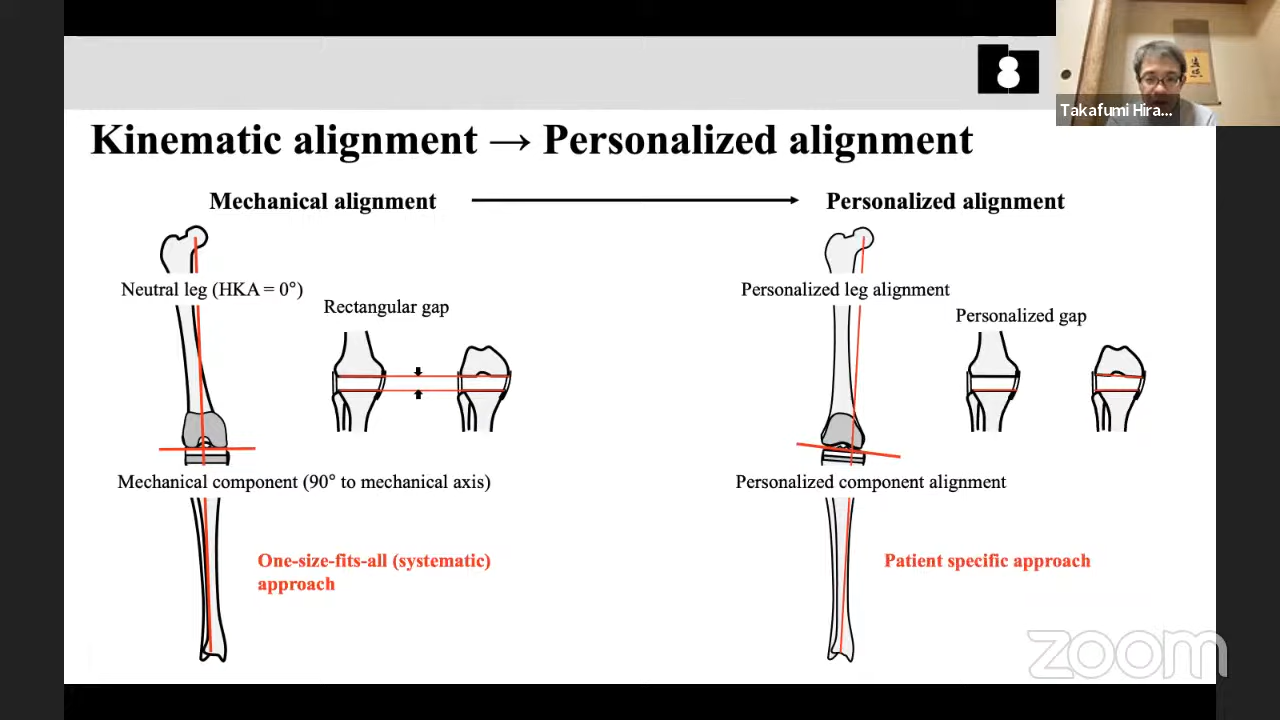 Takafumi Hira...
Kinematic alignment → Personalized alignment
Mechanical alignment
Personalized alignment
Neutral leg (HKA = 0°)
Rectangular gap
Personalized leg alignment
Personalized gap
Mechanical component (90° to mechanical axis)
Personalized component alignment
One-size-fits-all (systematic)
approach
Patient specific approach
zoom